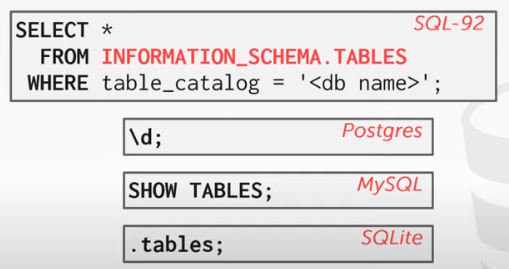 SELECT * SQL-92
FROM INFORMATION_SCHEMA.TABLES
WHERE table_catalog = '<db name>';
\d; Postgres
SHOW TABLES; MySQL
.tables; SQLite